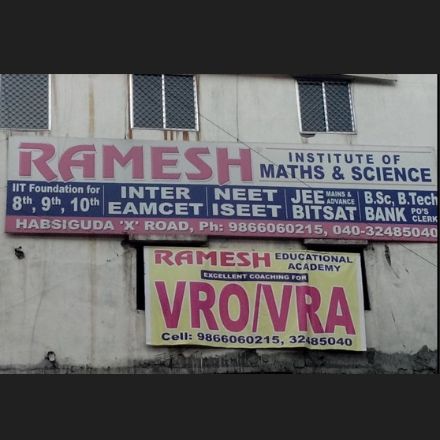 RAMESH INSTITUTE OF
MATHS & SCIENCE
IIT Foundation for
8th, 9th, 10th
INTER NEET JEE MAINS & ADVANCE B.Sc, B.Tech
EAMCET ISEET BITSAT BANK PO'S CLERK
HABSIGUDA 'X' ROAD, Ph: 9866060215, 040-32485040
RAMESH EDUCATIONAL
ACADEMY
EXCELLENT COACHING FOR
VRO/VRA
Cell: 9866060215, 32485040